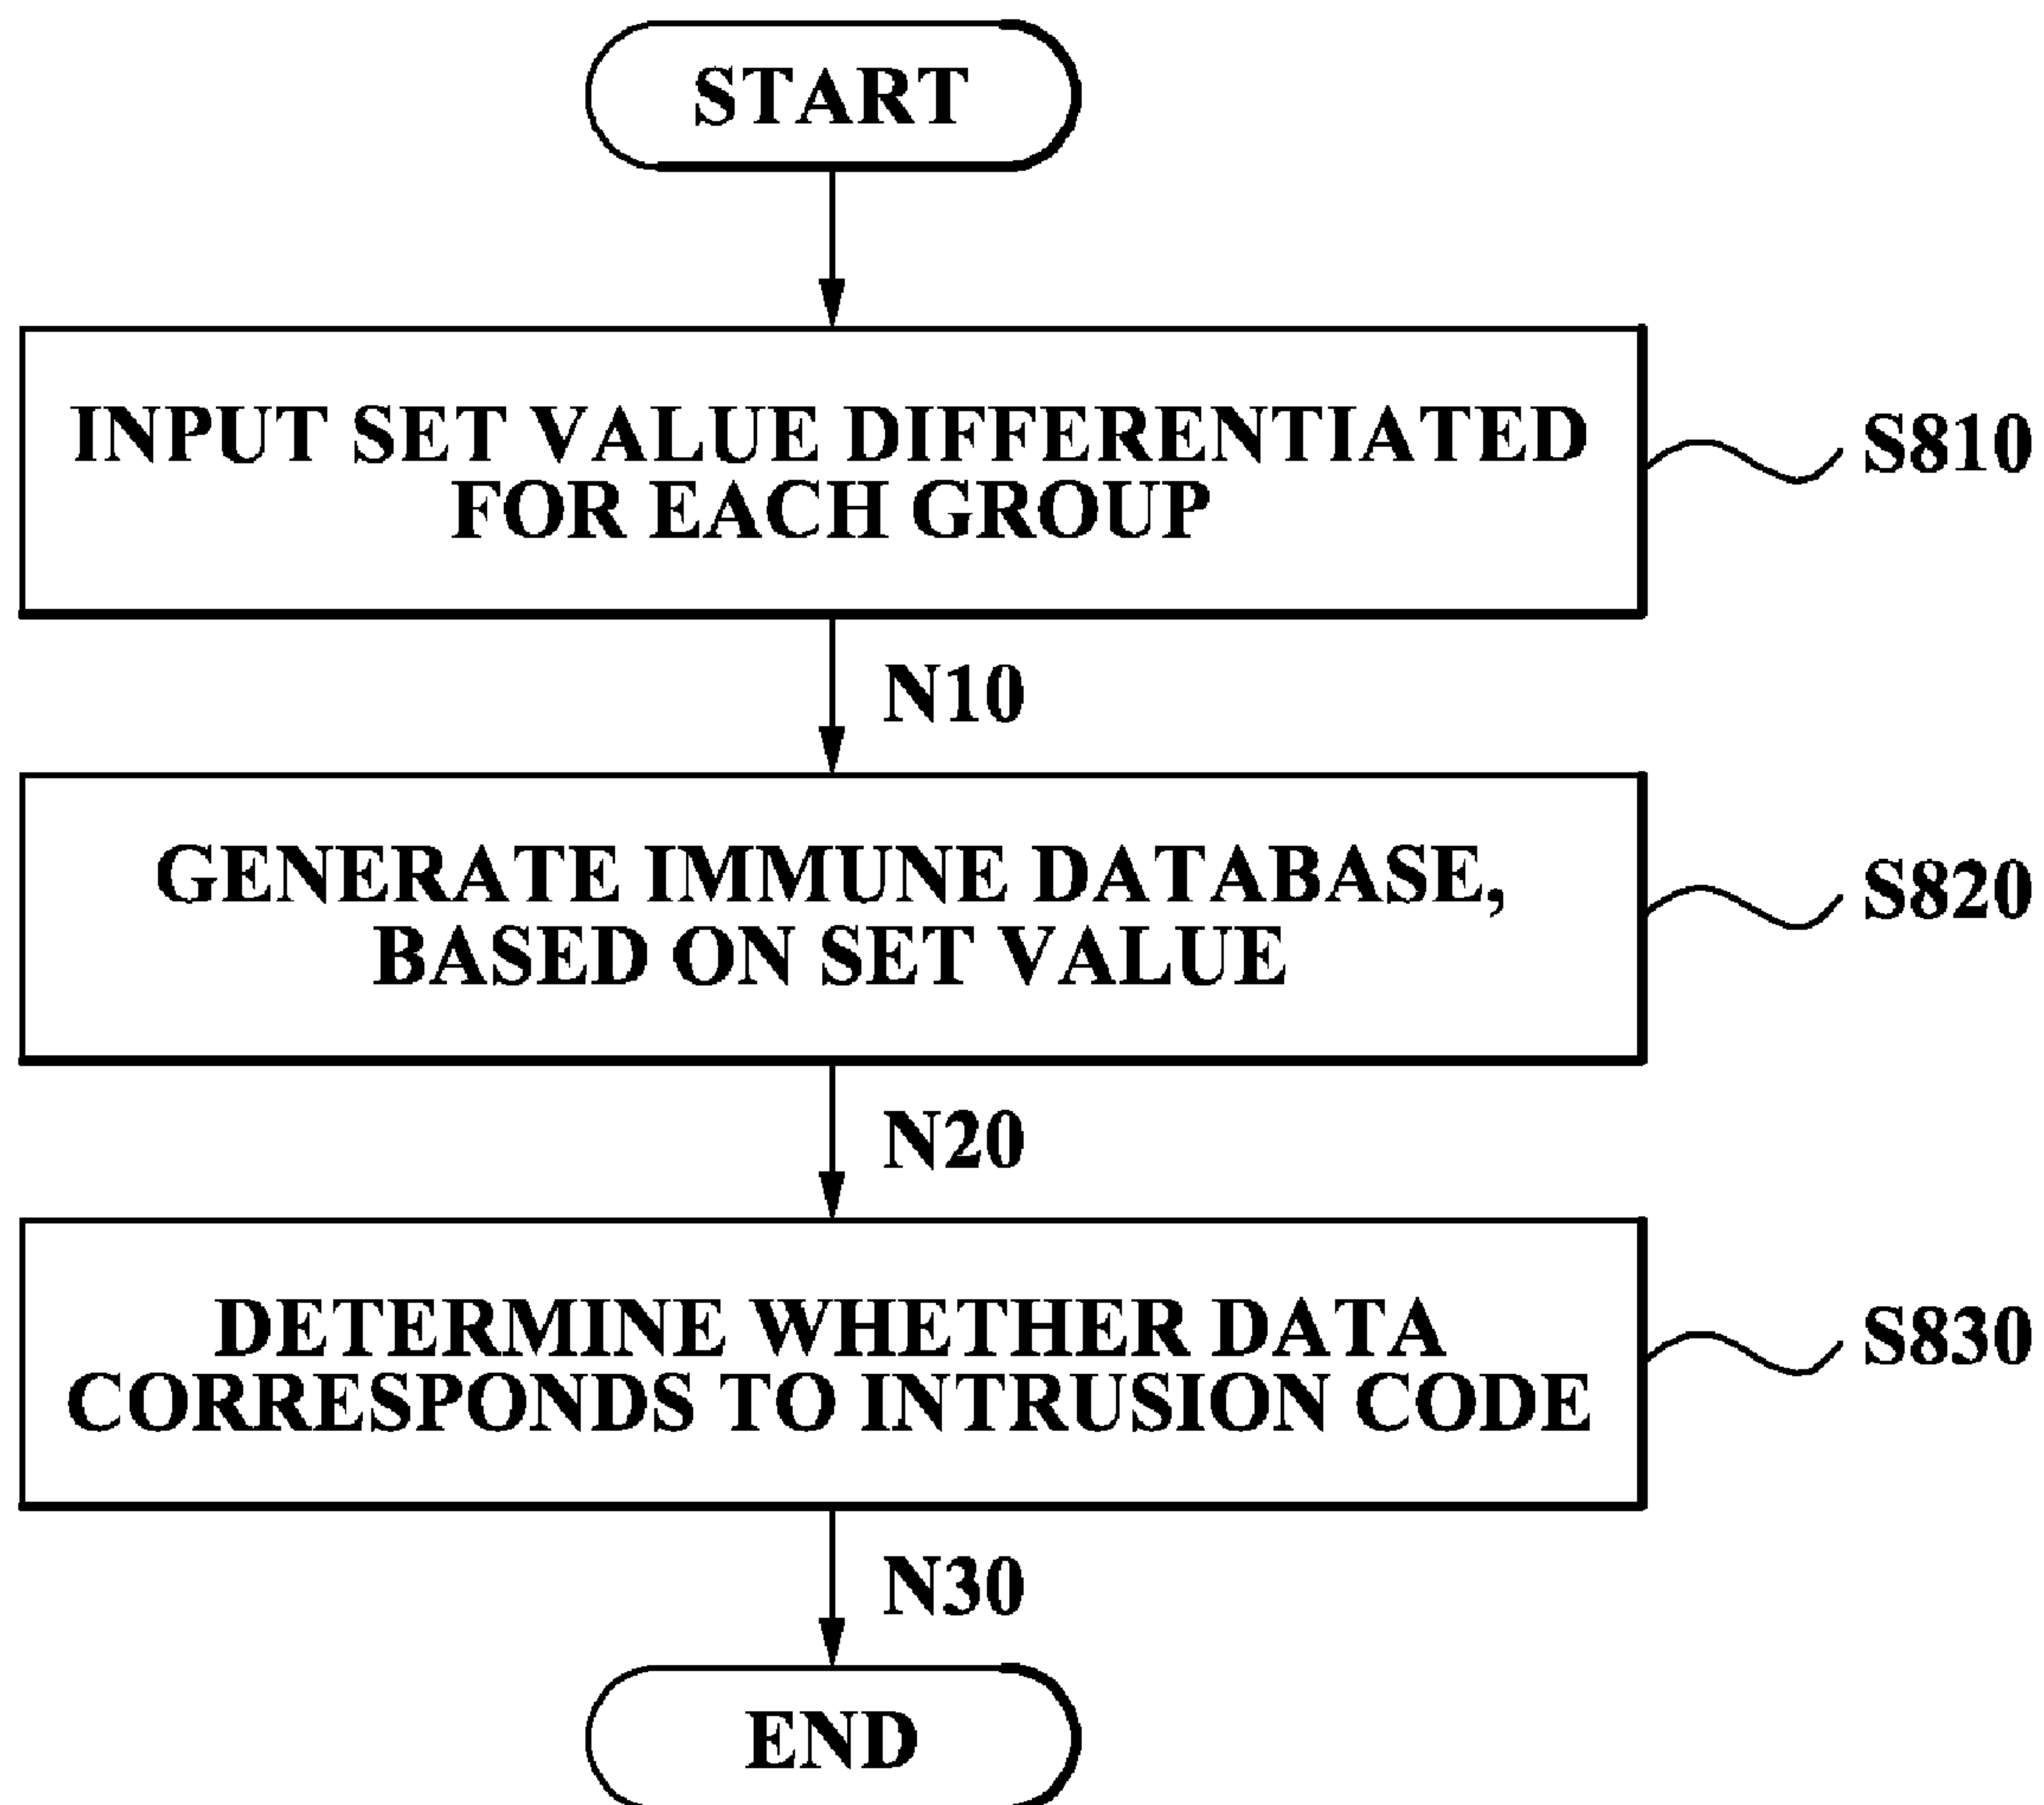 START
INPUT SET VALUE DIFFERENTIATED
FOR EACH GROUP
S810
N10
GENERATE IMMUNE DATABASE,
BASED ON SET VALUE
S820
N20
DETERMINE WHETHER DATA
CORRESPONDS TO INTRUSION CODE
S830
N30
END